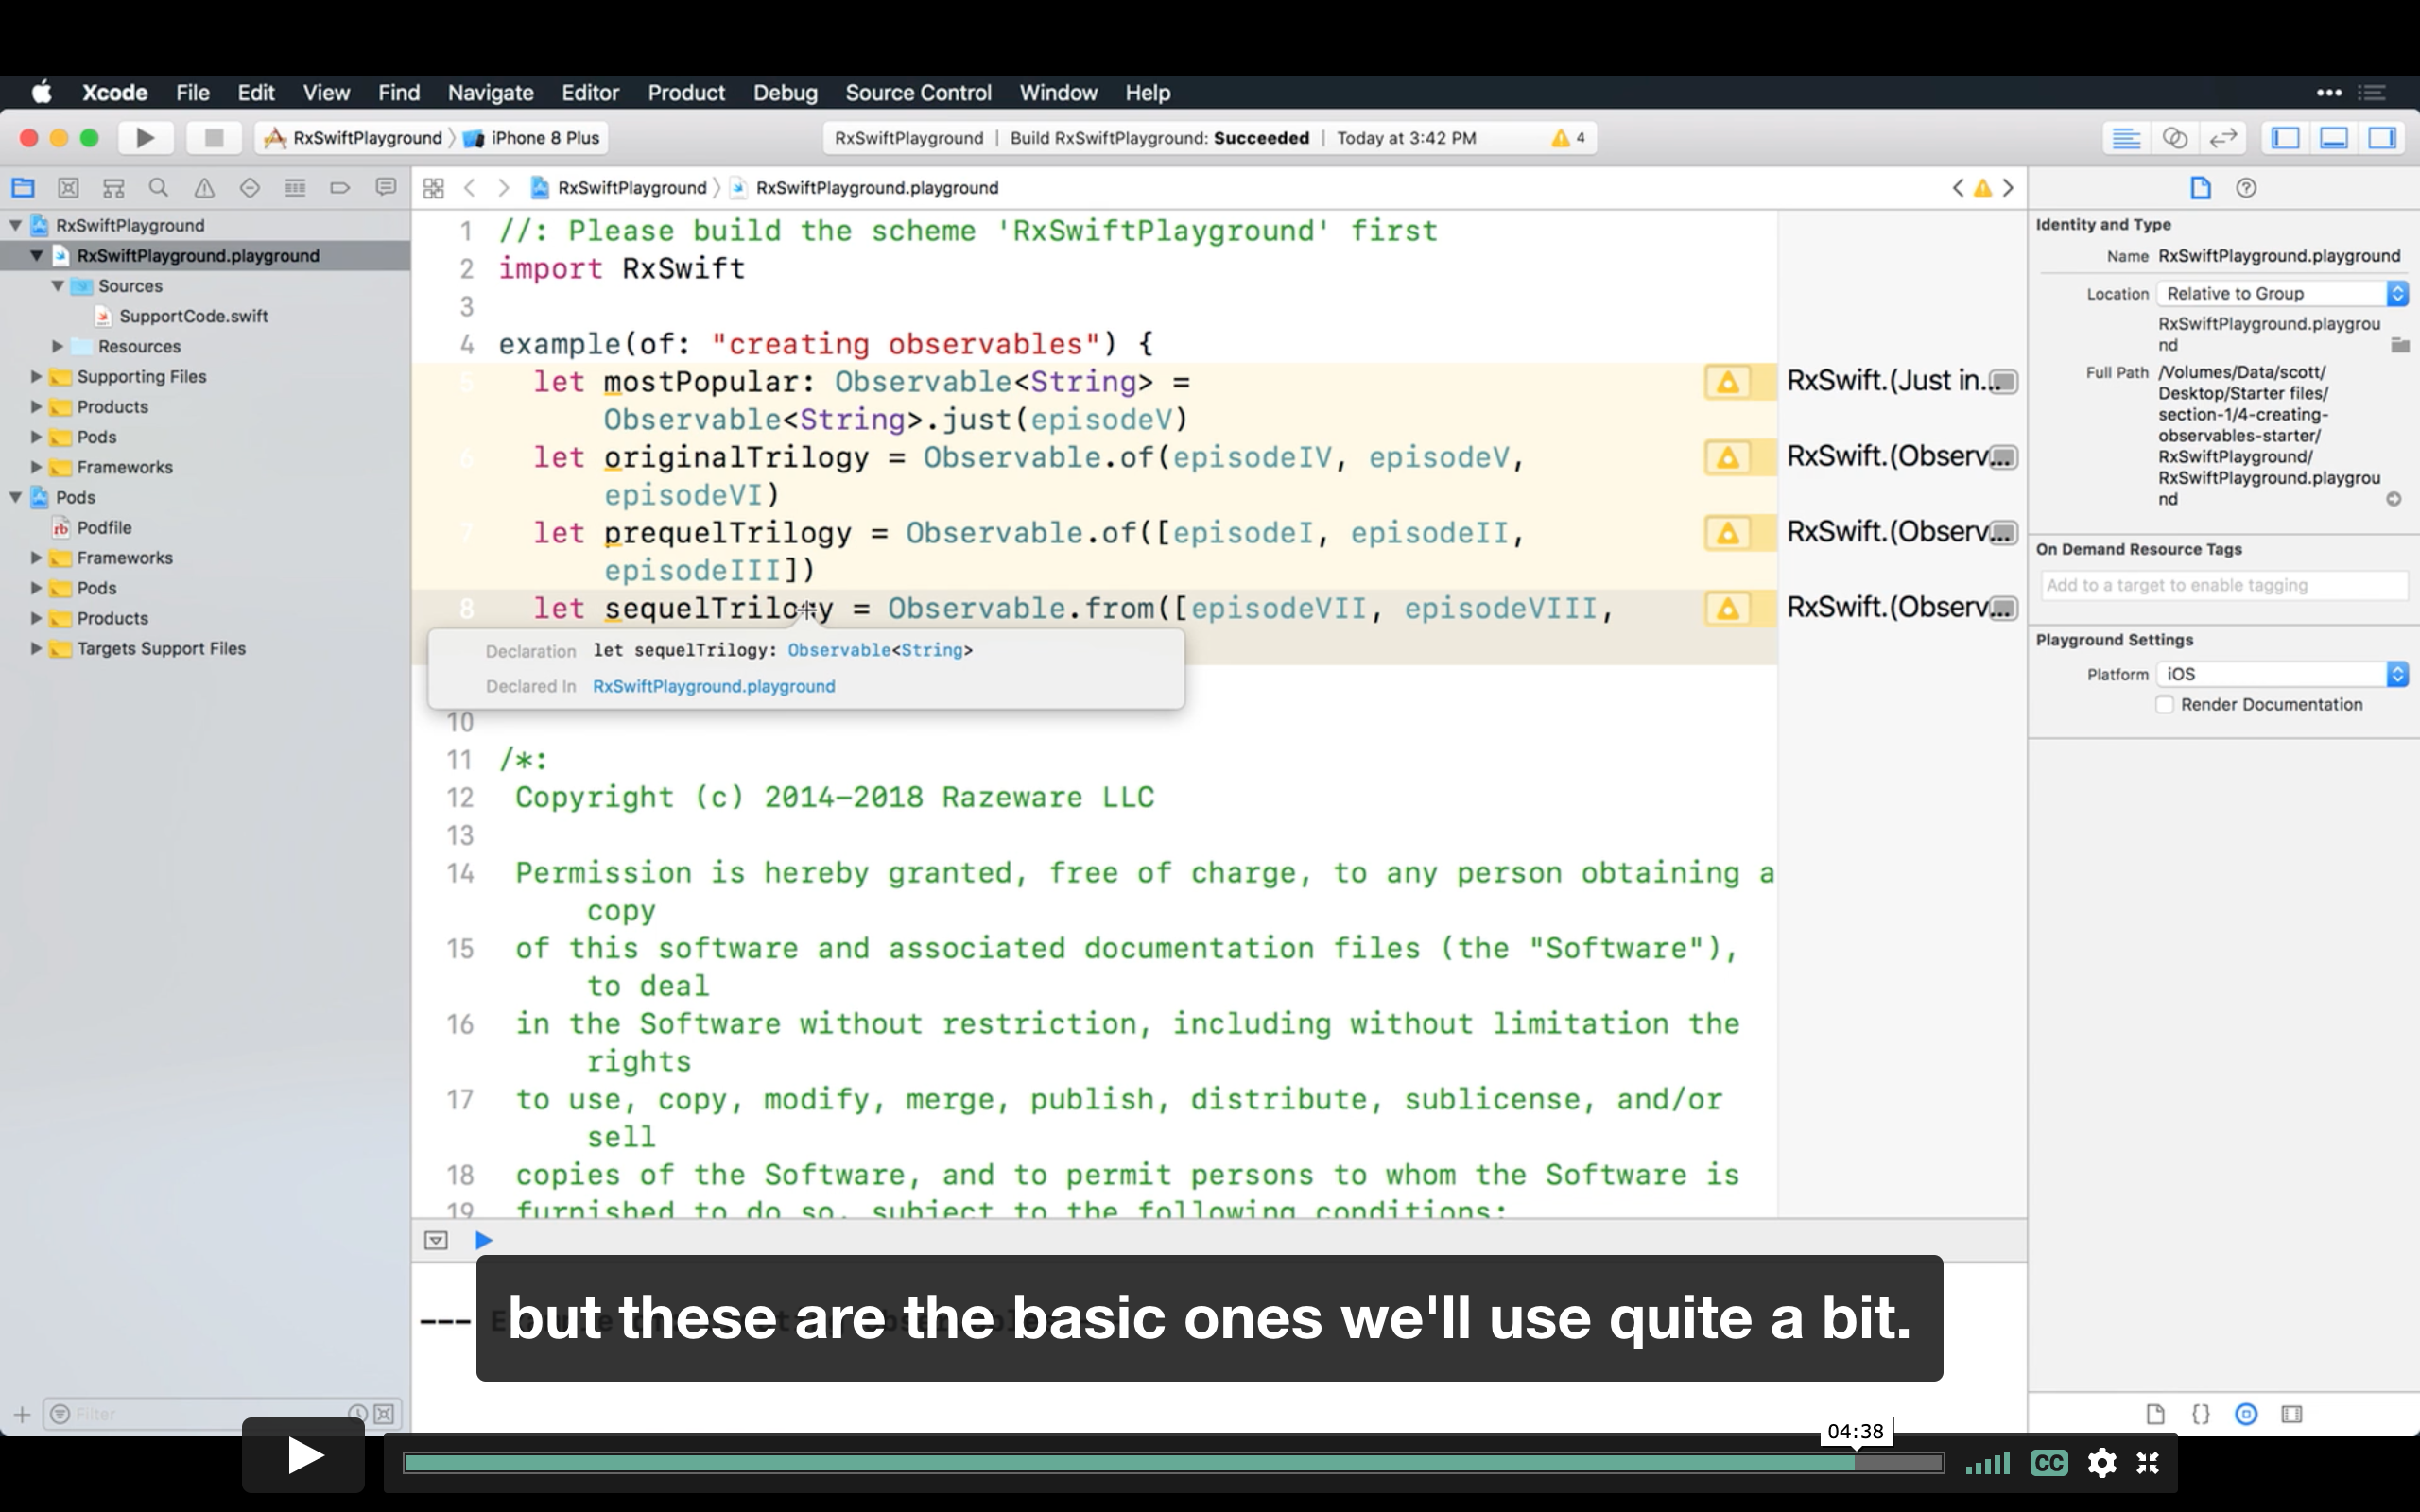 Xcode File Edit View Find Navigate Editor Product Debug Source Control Window Help
RxSwiftPlayground iPhone 8 Plus
RxSwiftPlayground | Build RxSwiftPlayground: Succeeded | Today at 3:42 PM 4
RxSwiftPlayground RxSwiftPlayground.playground
RxSwiftPlayground
RxSwiftPlayground.playground
Sources
SupportCode.swift
Resources
Supporting Files
Products
Pods
Frameworks
Pods
Podfile
Frameworks
Pods
Products
Targets Support Files
Filter
1 //: Please build the scheme 'RxSwiftPlayground' first
2 import RxSwift
3
4 example(of: "creating observables") {
5 let mostPopular: Observable<String> =
Observable<String>.just(episodeV)
6 let originalTrilogy = Observable.of(episodeIV, episodeV,
episodeVI)
7 let prequelTrilogy = Observable.of([episodeI, episodeII,
episodeIII])
8 let sequelTrilogy = Observable.from([episodeVII, episodeVIII,
Declaration let sequelTrilogy: Observable<String>
Declared In RxSwiftPlayground.playground
10
11 /*:
12 Copyright (c) 2014-2018 Razeware LLC
13
14 Permission is hereby granted, free of charge, to any person obtaining a
copy
15 of this software and associated documentation files (the "Software"),
to deal
16 in the Software without restriction, including without limitation the
rights
17 to use, copy, modify, merge, publish, distribute, sublicense, and/or
sell
18 copies of the Software, and to permit persons to whom the Software is
19 furnished to do so, subject to the following conditions:
RxSwift.(Just in...
RxSwift.(Observ...
RxSwift.(Observ...
RxSwift.(Observ...
Identity and Type
Name RxSwiftPlayground.playground
Location Relative to Group
RxSwiftPlayground.playgrou
nd
Full Path /Volumes/Data/scott/
Desktop/Starter files/
section-1/4-creating-
observables-starter/
RxSwiftPlayground/
RxSwiftPlayground.playgrou
nd
On Demand Resource Tags
Add to a target to enable tagging
Playground Settings
Platform iOS
Render Documentation
---
but these are the basic ones we'll use quite a bit.
04:38
CC